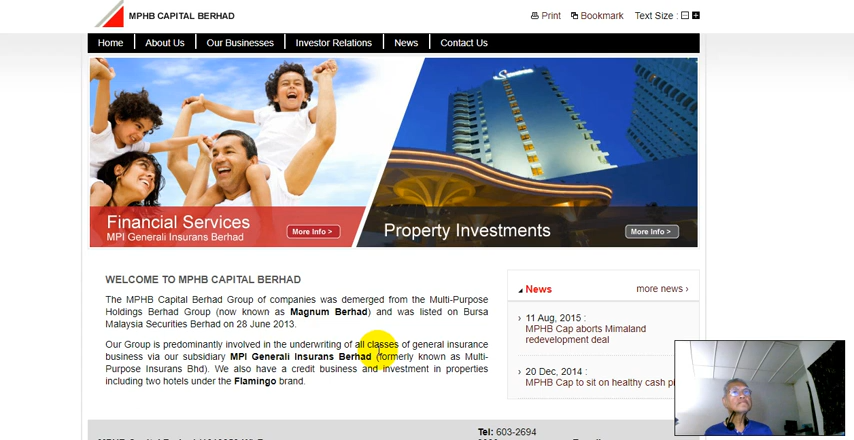 MPHB CAPITAL BERHAD
Print Bookmark Text Size :
Home About Us Our Businesses Investor Relations News Contact Us
Financial Services
MPI Generali Insurans Berhad
More Info >
Property Investments
More Info >
WELCOME TO MPHB CAPITAL BERHAD
The MPHB Capital Berhad Group of companies was demerged from the Multi-Purpose
Holdings Berhad Group (now known as Magnum Berhad) and was listed on Bursa
Malaysia Securities Berhad on 28 June 2013.
Our Group is predominantly involved in the underwriting of all classes of general insurance
business via our subsidiary MPI Generali Insurans Berhad (formerly known as Multi-
Purpose Insurans Bhd). We also have a credit business and investment in properties
including two hotels under the Flamingo brand.
News more news ›
› 11 Aug, 2015 :
MPHB Cap aborts Mimaland
redevelopment deal
› 20 Dec, 2014 :
MPHB Cap to sit on healthy cash
Tel: 603-2694